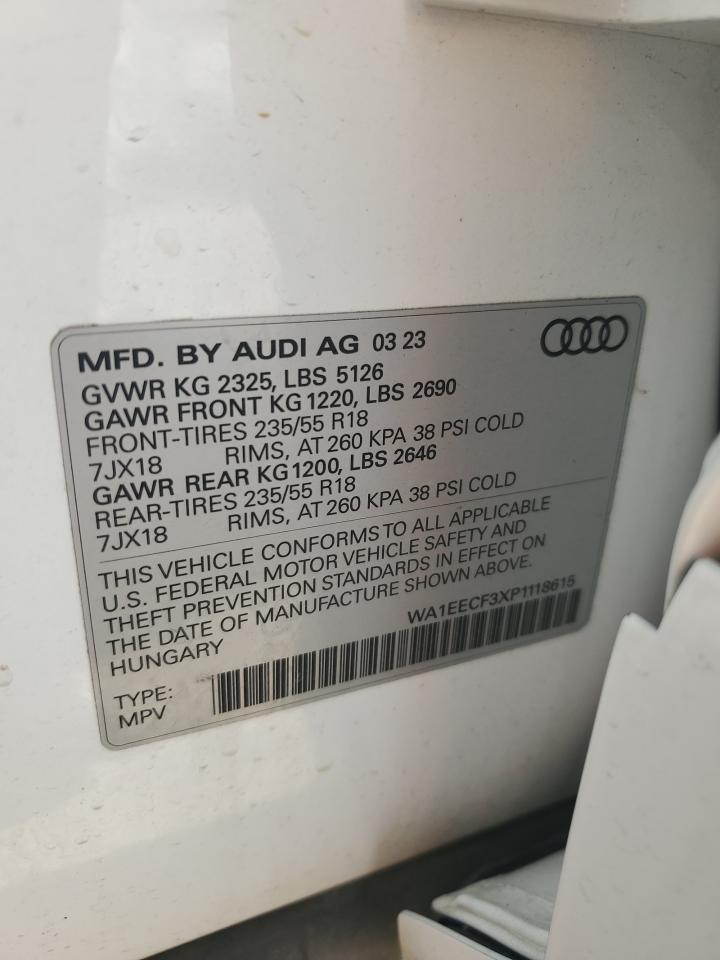 MFD. BY AUDI AG 03 23
GVWR KG 2325, LBS 5126
GAWR FRONT KG 1220, LBS 2690
FRONT-TIRES 235/55 R18
7JX18 RIMS, AT 260 KPA 38 PSI COLD
GAWR REAR KG 1200, LBS 2646
REAR-TIRES 235/55 R18
7JX18 RIMS, AT 260 KPA 38 PSI COLD
THIS VEHICLE CONFORMS TO ALL APPLICABLE
U.S. FEDERAL MOTOR VEHICLE SAFETY AND
THEFT PREVENTION STANDARDS IN EFFECT ON
THE DATE OF MANUFACTURE SHOWN ABOVE.
HUNGARY
WA1EECF3XP1118615
TYPE:
MPV